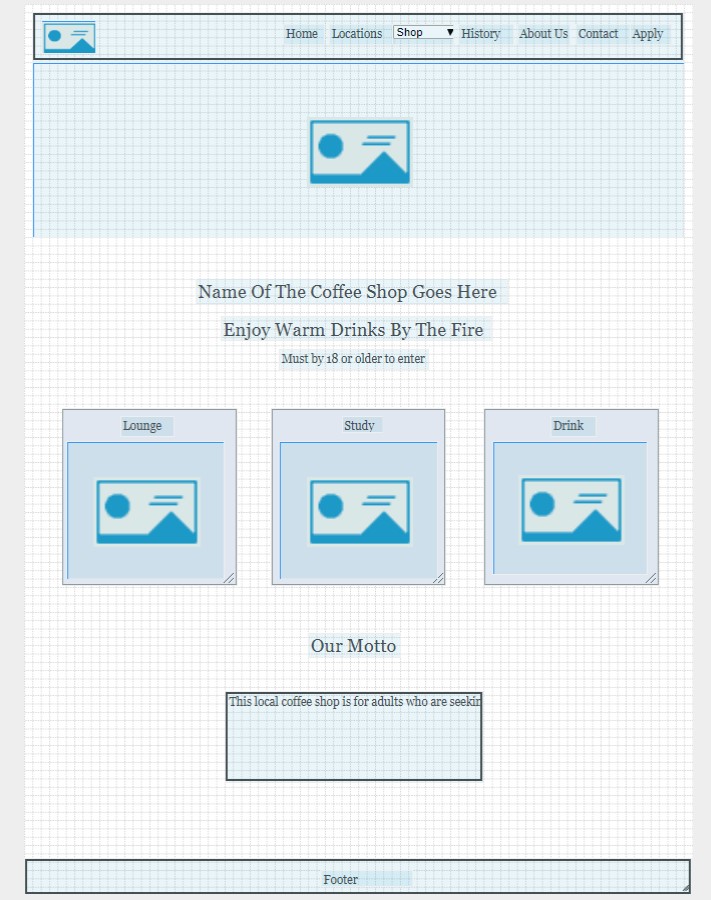 Home Locations Shop History About Us Contact Apply
Name Of The Coffee Shop Goes Here
Enjoy Warm Drinks By The Fire
Must by 18 or older to enter
Lounge Study Drink
Our Motto
This local coffee shop is for adults who are
Footer